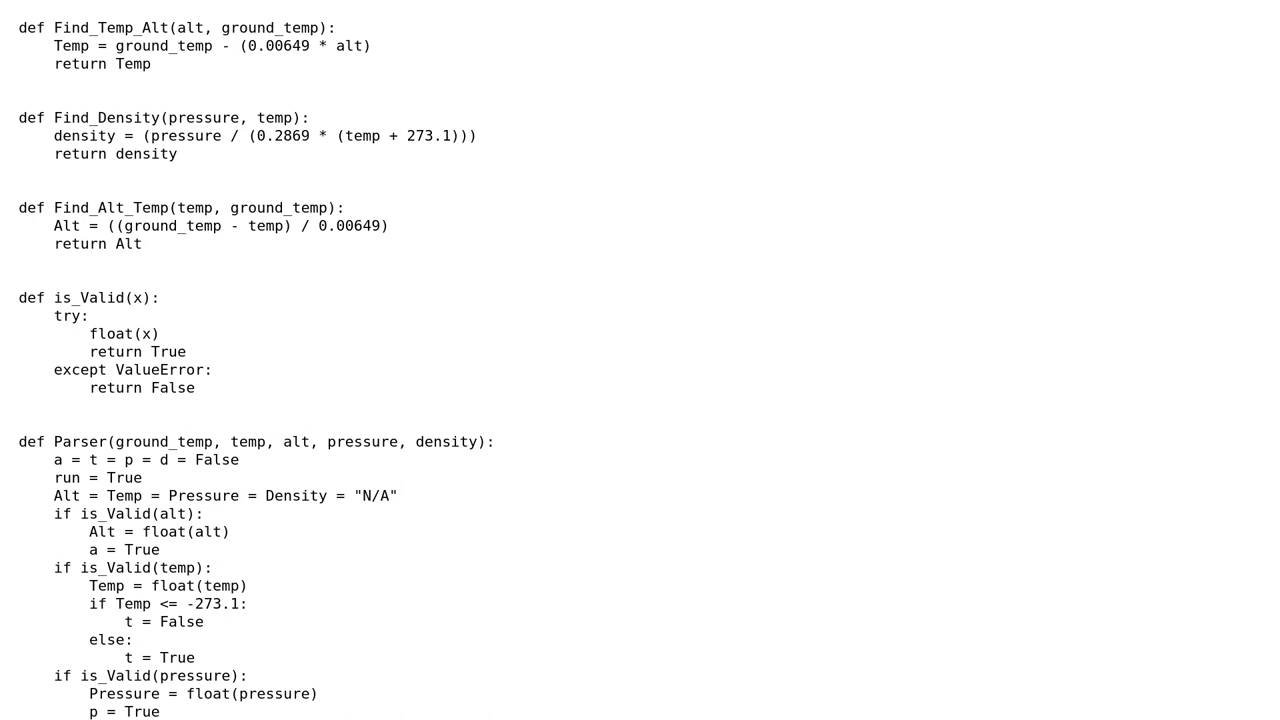 def Find_Temp_Alt(alt, ground_temp):
    Temp = ground_temp - (0.00649 * alt)
    return Temp
def Find_Density(pressure, temp):
    density = (pressure / (0.2869 * (temp + 273.1)))
    return density
def Find_Alt_Temp(temp, ground_temp):
    Alt = ((ground_temp - temp) / 0.00649)
    return Alt
def is_Valid(x):
    try:
        float(x)
        return True
    except ValueError:
        return False
def Parser(ground_temp, temp, alt, pressure, density):
    a = t = p = d = False
    run = True
    Alt = Temp = Pressure = Density = "N/A"
    if is_Valid(alt):
        Alt = float(alt)
        a = True
    if is_Valid(temp):
        Temp = float(temp)
        if Temp <= -273.1:
            t = False
        else:
            t = True
    if is_Valid(pressure):
        Pressure = float(pressure)
        p = True